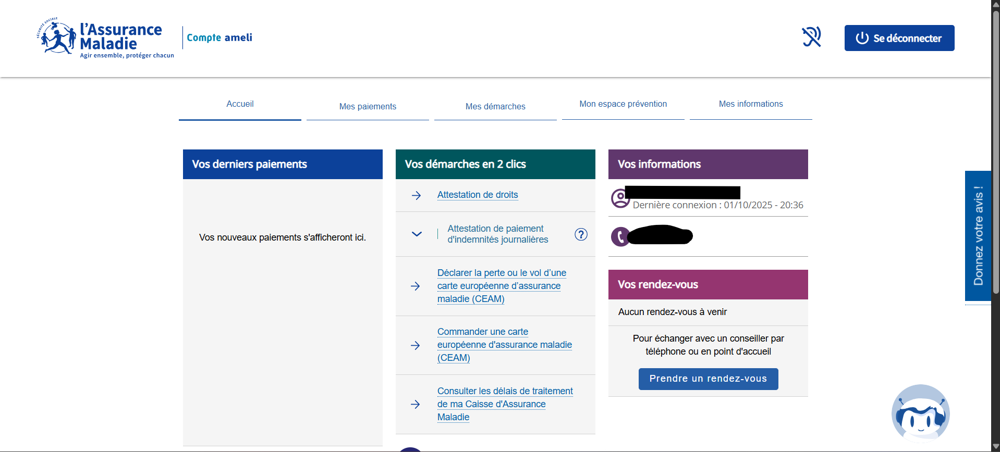 SÉCURITÉ SOCIALE
l'Assurance
Maladie
Agir ensemble, protéger chacun
Compte ameli
Se déconnecter
Accueil
Mes paiements
Mes démarches
Mon espace prévention
Mes informations
Vos derniers paiements
Vos nouveaux paiements s'afficheront ici.
Vos démarches en 2 clics
Attestation de droits
Attestation de paiement
d'indemnités journalières
?
Déclarer la perte ou le vol d’une
carte européenne d’assurance
maladie (CEAM)
Commander une carte
européenne d'assurance maladie
(CEAM)
Consulter les délais de traitement
de ma Caisse d'Assurance
Maladie
Vos informations
Dernière connexion : 01/10/2025 - 20:36
Vos rendez-vous
Aucun rendez-vous à venir
Pour échanger avec un conseiller par
téléphone ou en point d'accueil
Prendre un rendez-vous
Donnez votre avis !